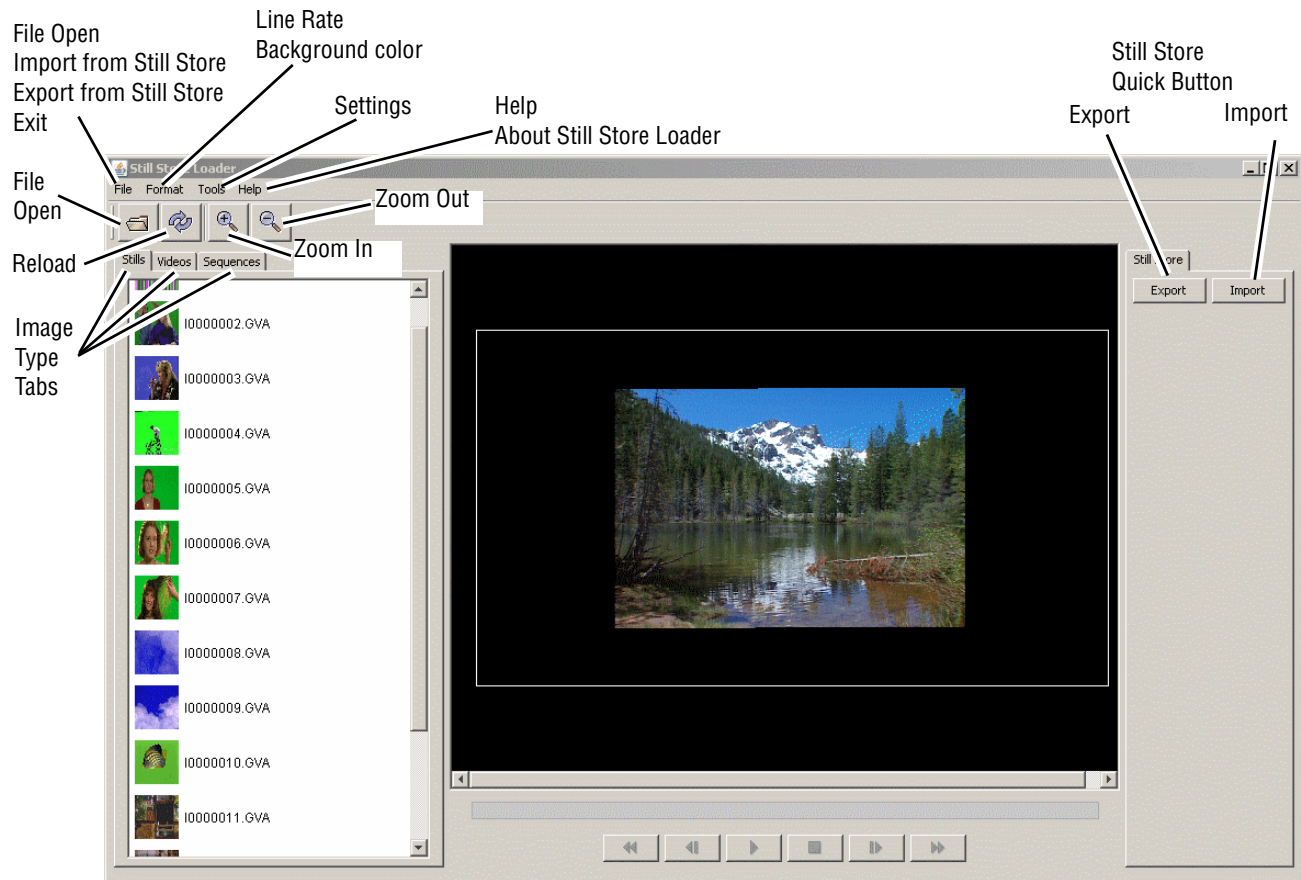 File Open
Import from Still Store
Export from Still Store
Exit
Line Rate
Background color
Settings
Help
About Still Store Loader
Still Store
Quick Button
Export
Import
Still Store Loader
File Format Tools Help
File
Open
Zoom Out
Zoom In
Reload
Stills Videos Sequences
Still Store
Export Import
Image
Type
Tabs
I0000002.GVA
I0000003.GVA
I0000004.GVA
I0000005.GVA
I0000006.GVA
I0000007.GVA
I0000008.GVA
I0000009.GVA
I0000010.GVA
I0000011.GVA